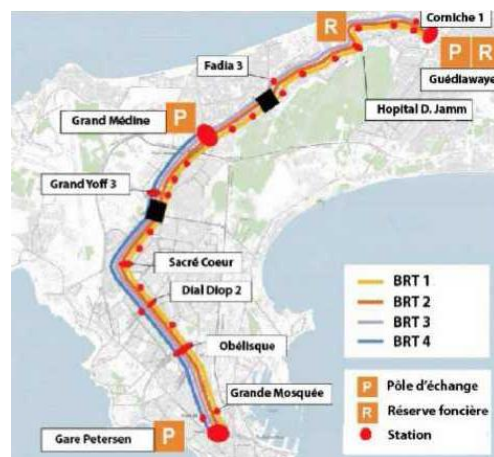 R
Corniche 1
P R
Guédiawaye
Fadia 3
Hopital D. Jamm
Grand Médine
P
Grand Yoff 3
Sacré Coeur
Dial Diop 2
Obélisque
Grande Mosquée
Gare Petersen
P
BRT 1
BRT 2
BRT 3
BRT 4
P Pôle d'échange
R Réserve foncière
Station